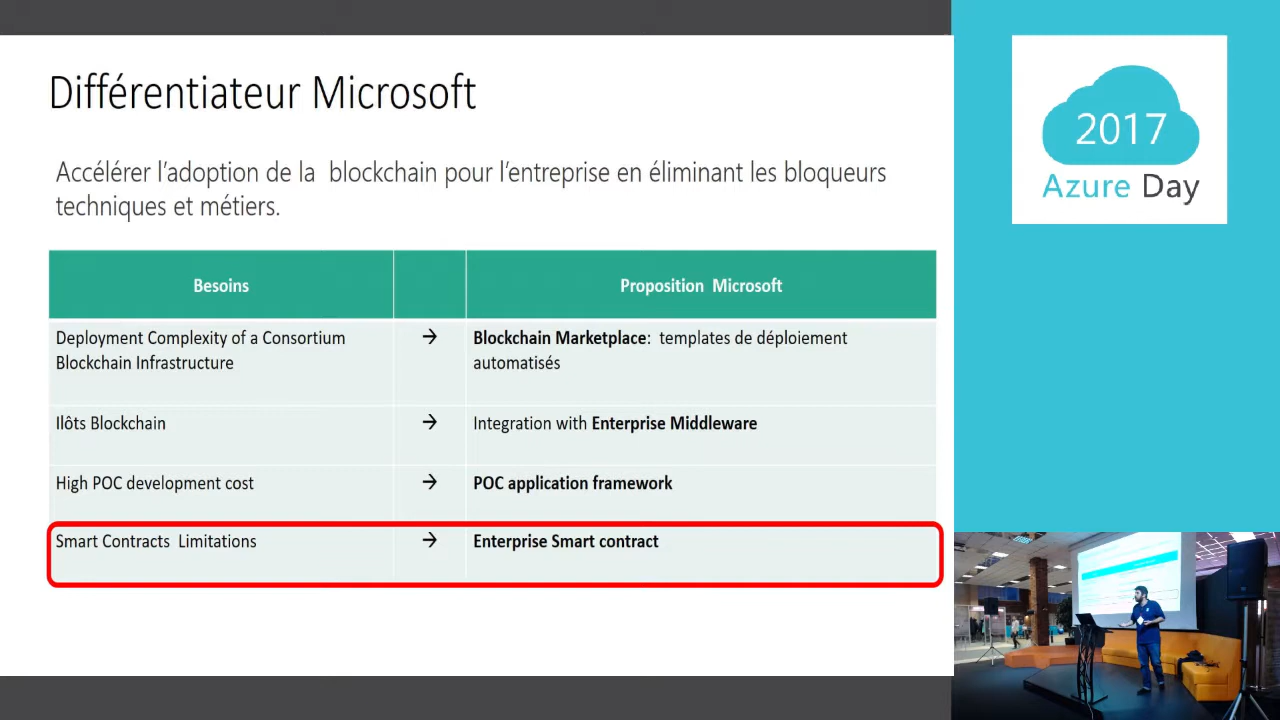 Différentiateur Microsoft
Accélérer l’adoption de la blockchain pour l’entreprise en éliminant les bloqueurs
techniques et métiers.
Besoins
Proposition Microsoft
Deployment Complexity of a Consortium
Blockchain Infrastructure
→
Blockchain Marketplace: templates de déploiement
automatisés
Ilôts Blockchain
→
Integration with Enterprise Middleware
High POC development cost
→
POC application framework
Smart Contracts Limitations
→
Enterprise Smart contract
2017
Azure Day